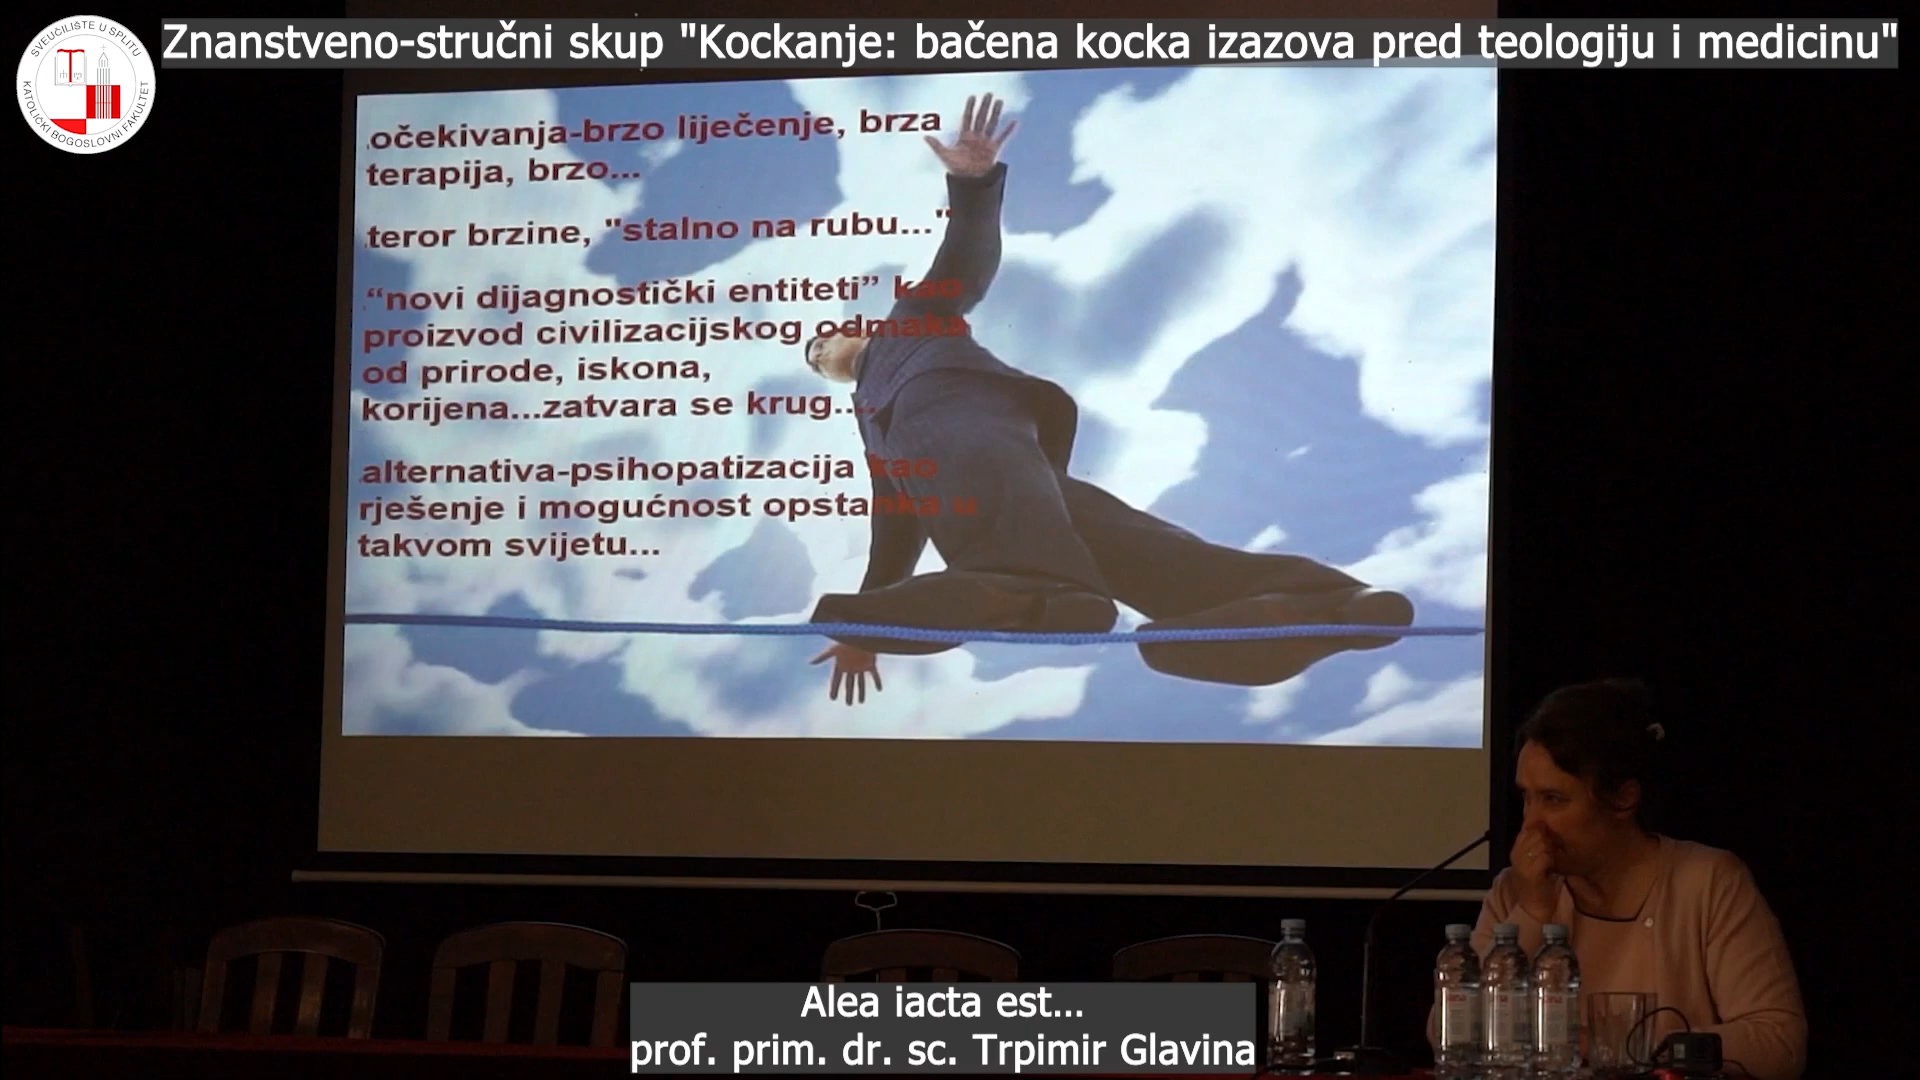 Znanstveno-stručni skup "Kockanje: bačena kocka izazova pred teologiju i medicinu"
SVEUČILIŠTE U SPLITU
KATOLIČKI BOGOSLOVNI FAKULTET
očekivanja-brzo liječenje, brza
terapija, brzo...
teror brzine, "stalno na rubu..."
“novi dijagnostički entiteti” kao
proizvod civilizacijskog odmaka
od prirode, iskona,
korijena...zatvara se krug....
alternativa-psihopatizacija kao
rješenje i mogućnost opstanka u
takvom svijetu...
Alea iacta est...
prof. prim. dr. sc. Trpimir Glavina